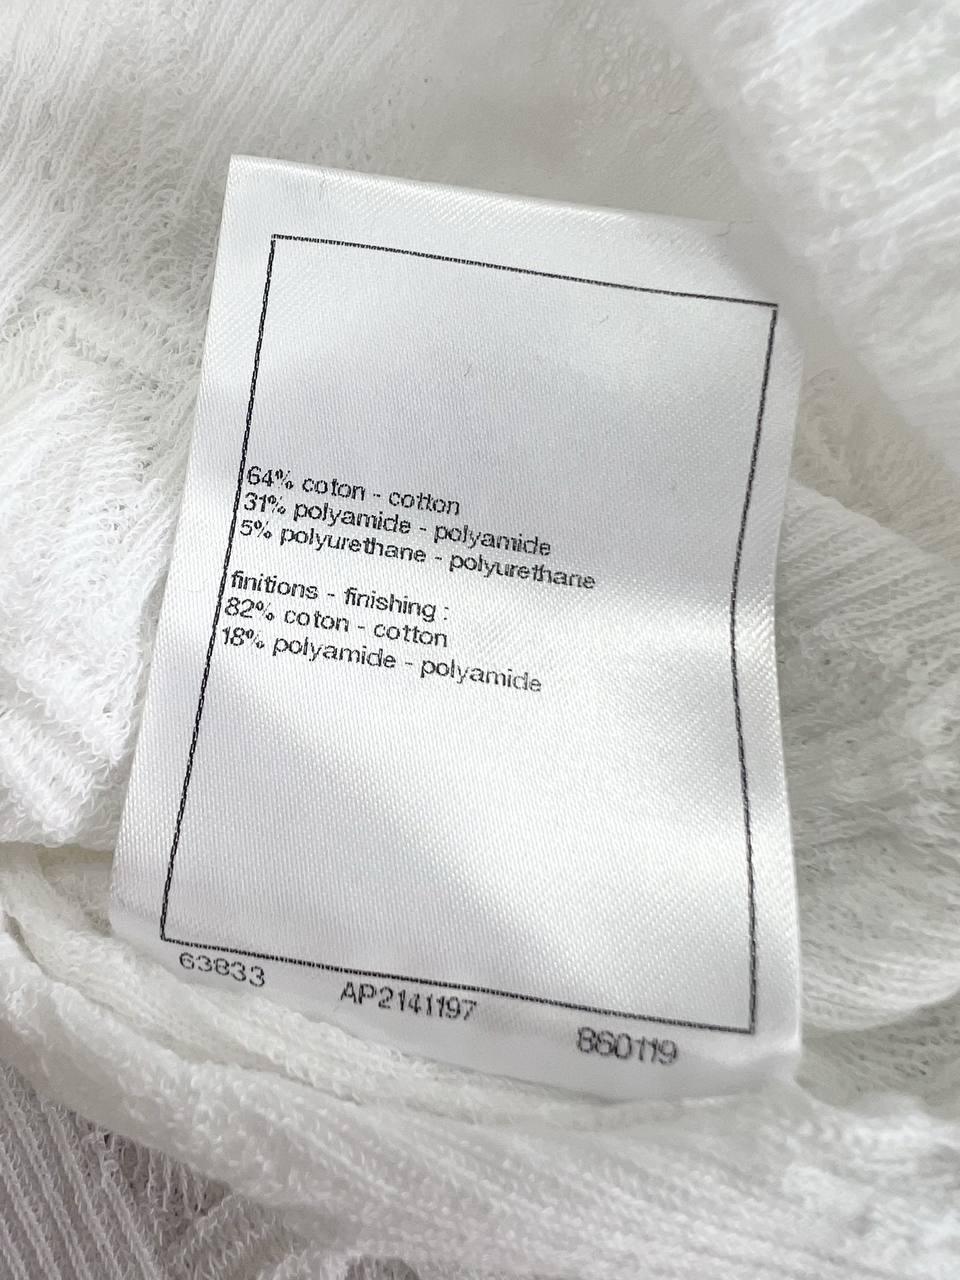 64% coton - cotton
31% polyamide - polyamide
5% polyurethane - polyurethane
finitions - finishing :
82% coton - cotton
18% polyamide - polyamide
63833 AP2141197 860119